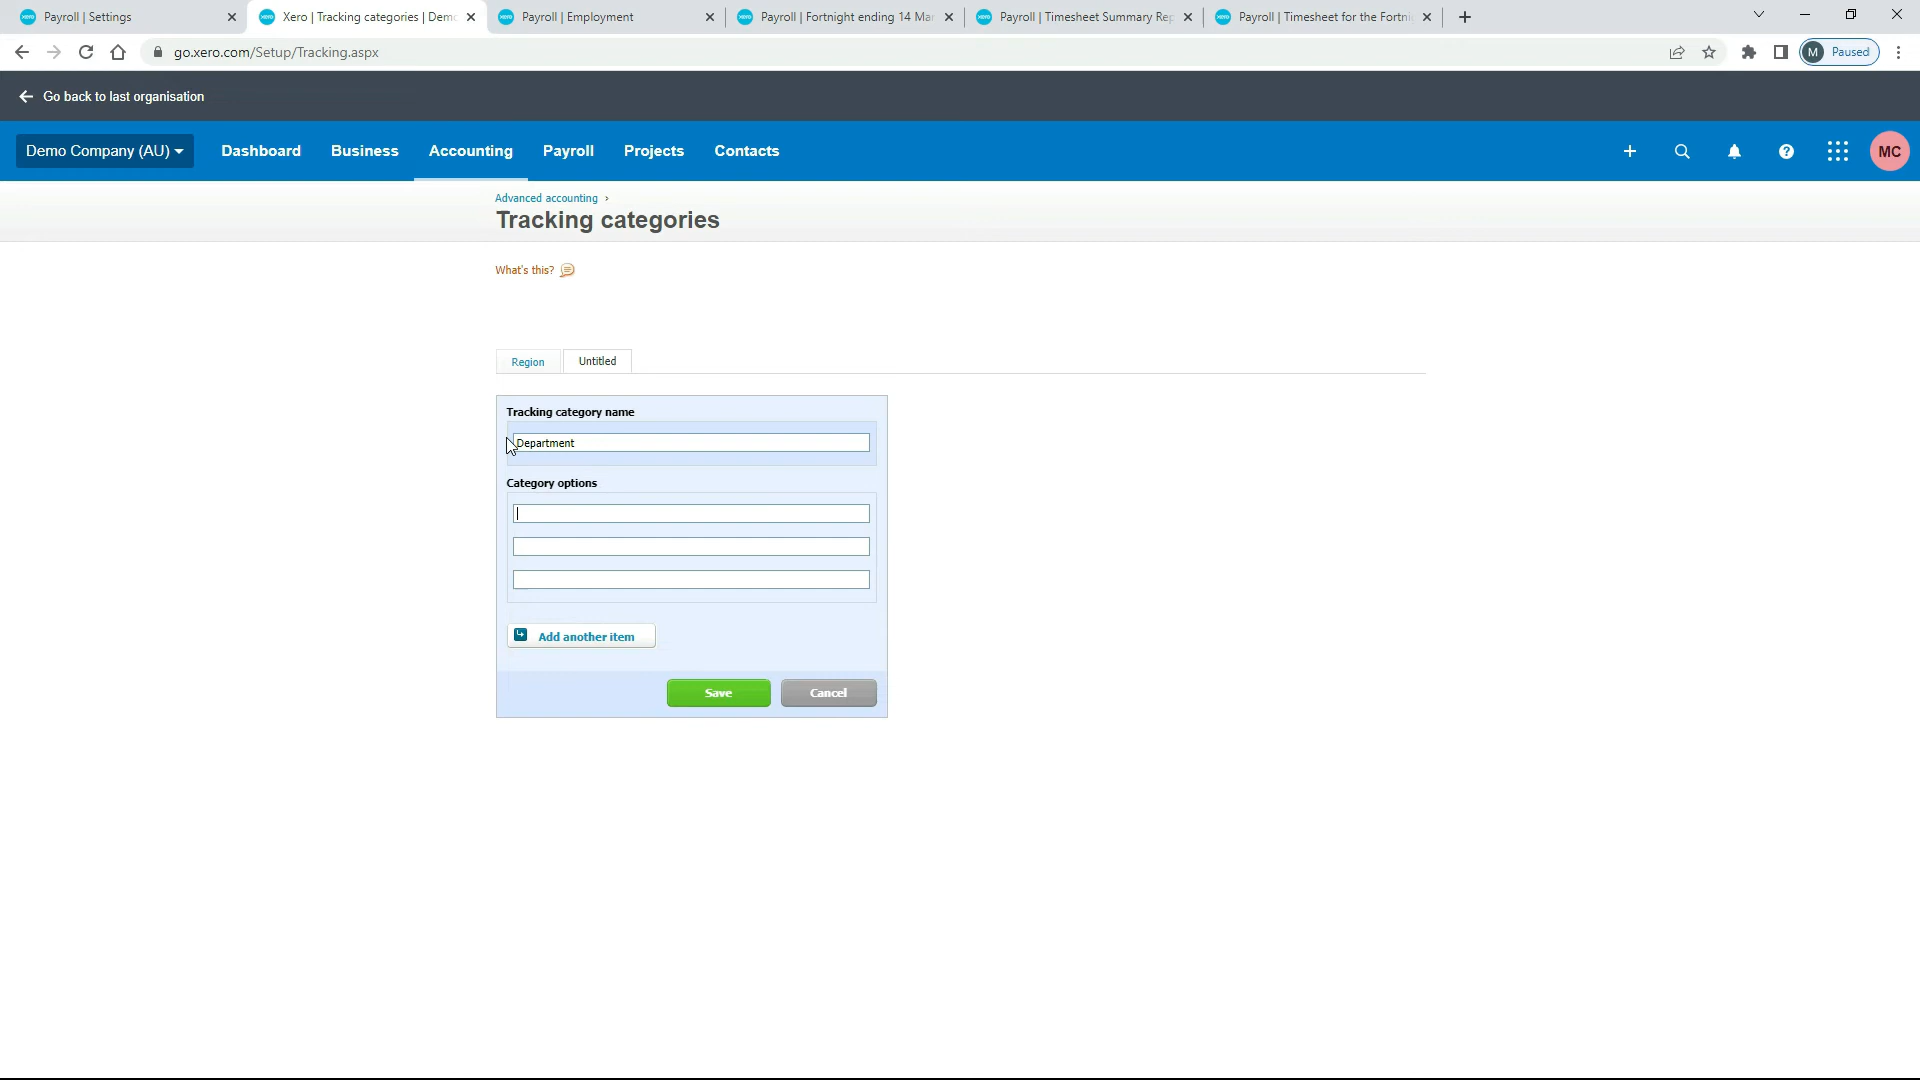 Payroll | Settings
Xero | Tracking categories | Demo
Payroll | Employment
Payroll | Fortnight ending 14 Mar
Payroll | Timesheet Summary Rep
Payroll | Timesheet for the Fortni
go.xero.com/Setup/Tracking.aspx
M Paused
Go back to last organisation
Demo Company (AU)
Dashboard
Business
Accounting
Payroll
Projects
Contacts
MC
Advanced accounting ›
Tracking categories
What's this?
Region
Untitled
Tracking category name
Department
Category options
Add another item
Save
Cancel